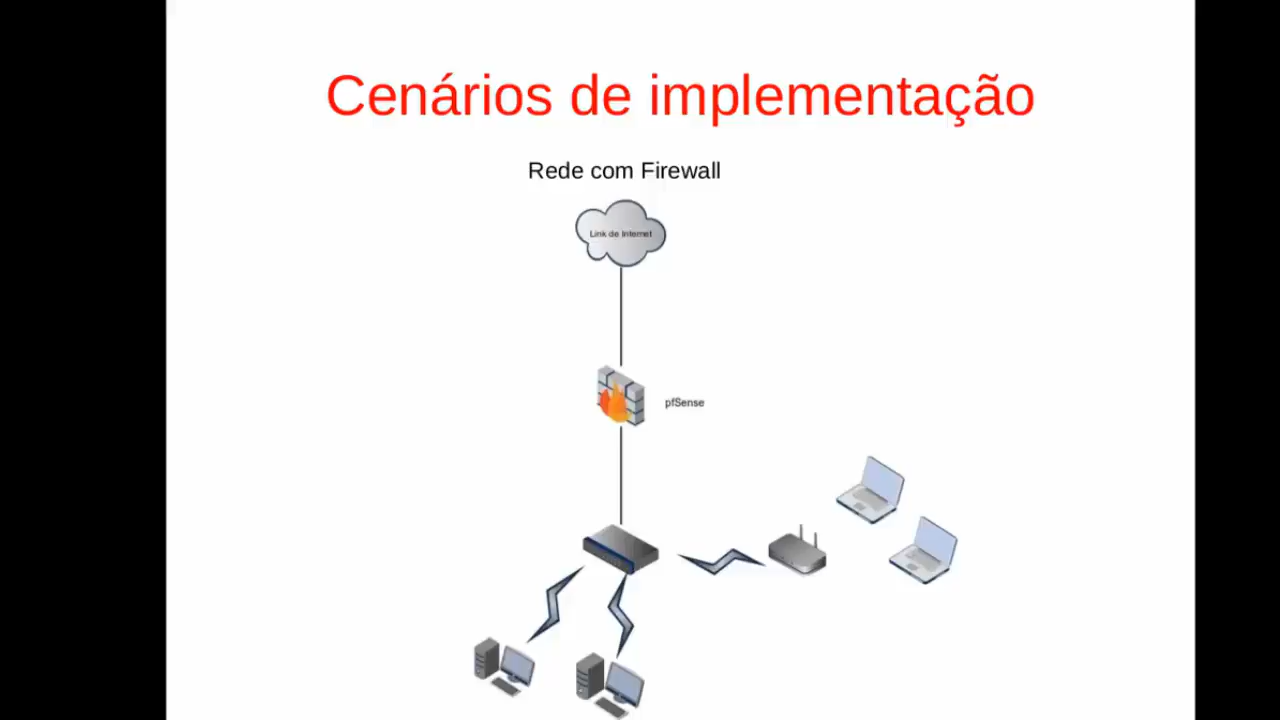 Cenários de implementação
Rede com Firewall
Link de Internet
pfSense